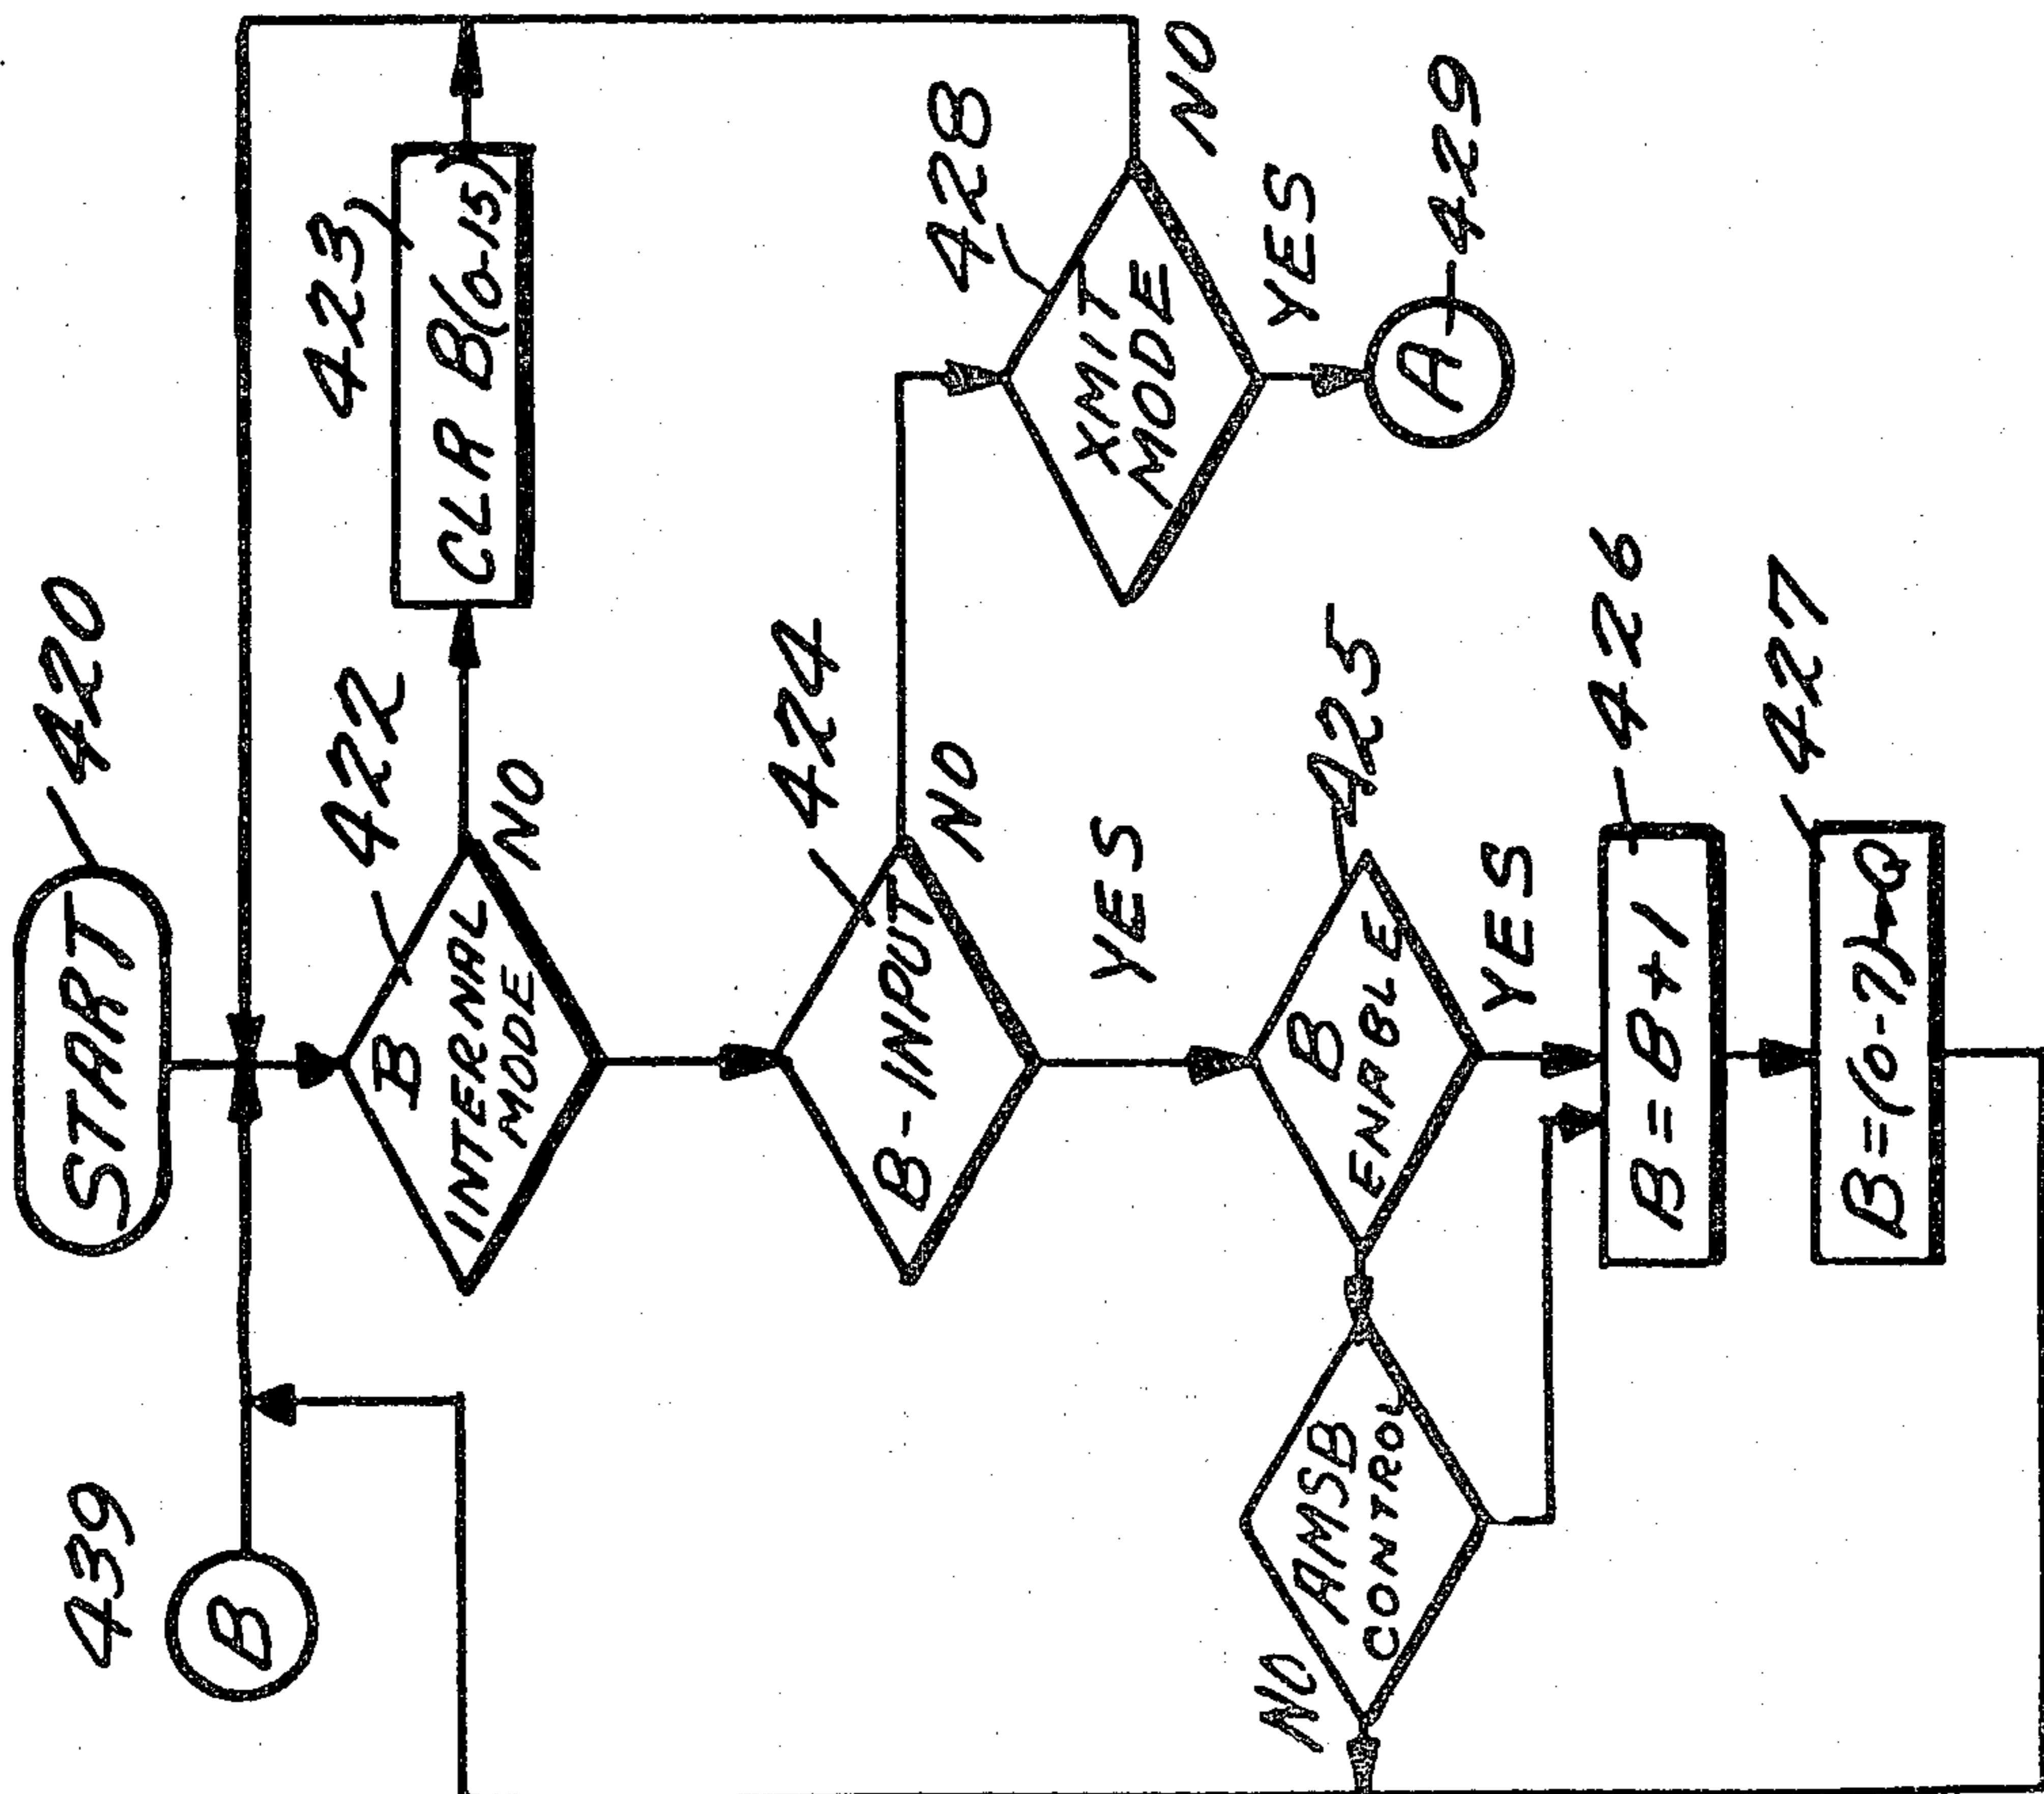 START
420
439
B
B
INTERNAL
MODE
422
NO
423
CLR B(0-15)
B-INPUT
424
NO
YES
XMIT
MODE
428
NO
YES
A
429
B
ENABLE
425
YES
AMSB
CONTROL
NO
B=B+1
426
B=(0-7)→Q
427